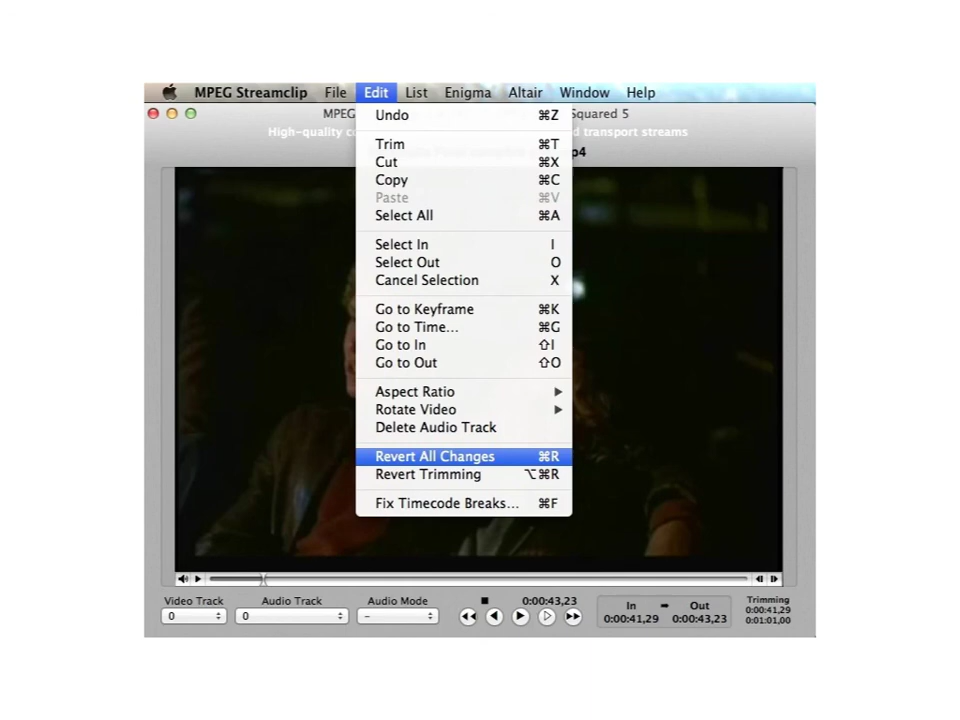 MPEG Streamclip File Edit List Enigma Altair Window Help
MPEG Squared 5
High-quality d transport streams
p4
Undo ⌘Z
Trim ⌘T
Cut ⌘X
Copy ⌘C
Paste ⌘V
Select All ⌘A
Select In I
Select Out O
Cancel Selection X
Go to Keyframe ⌘K
Go to Time... ⌘G
Go to In ⇧I
Go to Out ⇧O
Aspect Ratio
Rotate Video
Delete Audio Track
Revert All Changes ⌘R
Revert Trimming ⌥⌘R
Fix Timecode Breaks... ⌘F
Video Track Audio Track Audio Mode 0:00:43,23 In Out Trimming
0 0 – 0:00:41,29 0:00:43,23 0:00:41,29
0:01:01,00